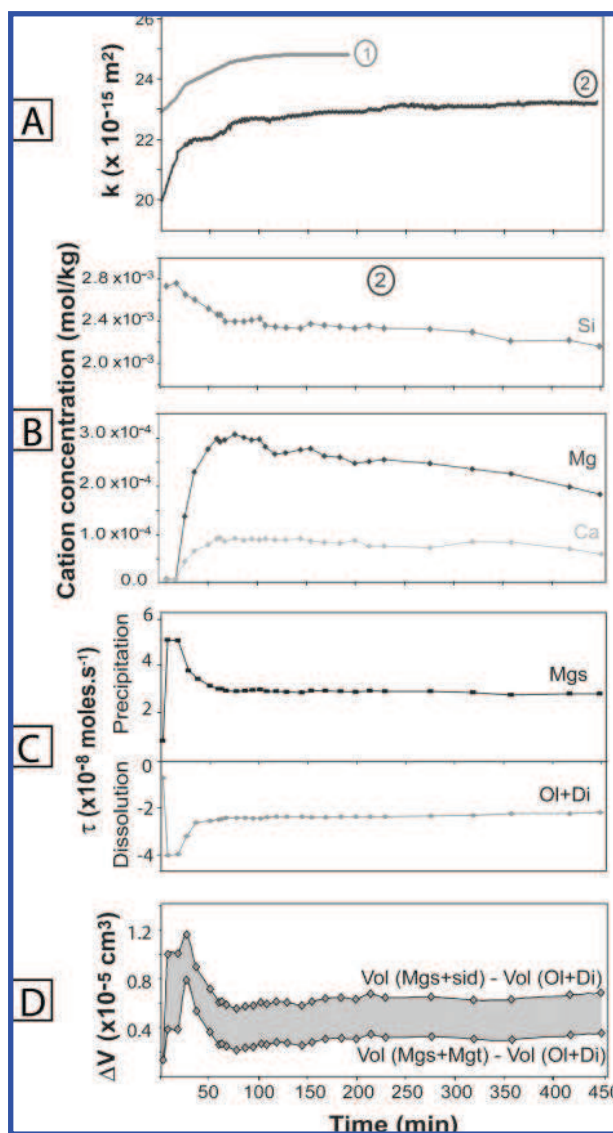 A
k (x 10⁻¹⁵ m²)
26
24
22
20
1
2
B
Cation concentration (mol/kg)
2.8 x10⁻³
2.4 x10⁻³
2.0 x10⁻³
2
Si
3.0 x10⁻⁴
2.0 x10⁻⁴
1.0 x10⁻⁴
0.0
Mg
Ca
C
τ (x10⁻⁸ moles.s⁻¹)
Precipitation
6
4
2
Mgs
Dissolution
0
-2
-4
Ol+Di
D
ΔV (x10⁻⁵ cm³)
1.2
0.8
0.4
Vol (Mgs+sid) - Vol (Ol+Di)
Vol (Mgs+Mgt) - Vol (Ol+Di)
50 100 150 200 250 300 350 400 450
Time (min)